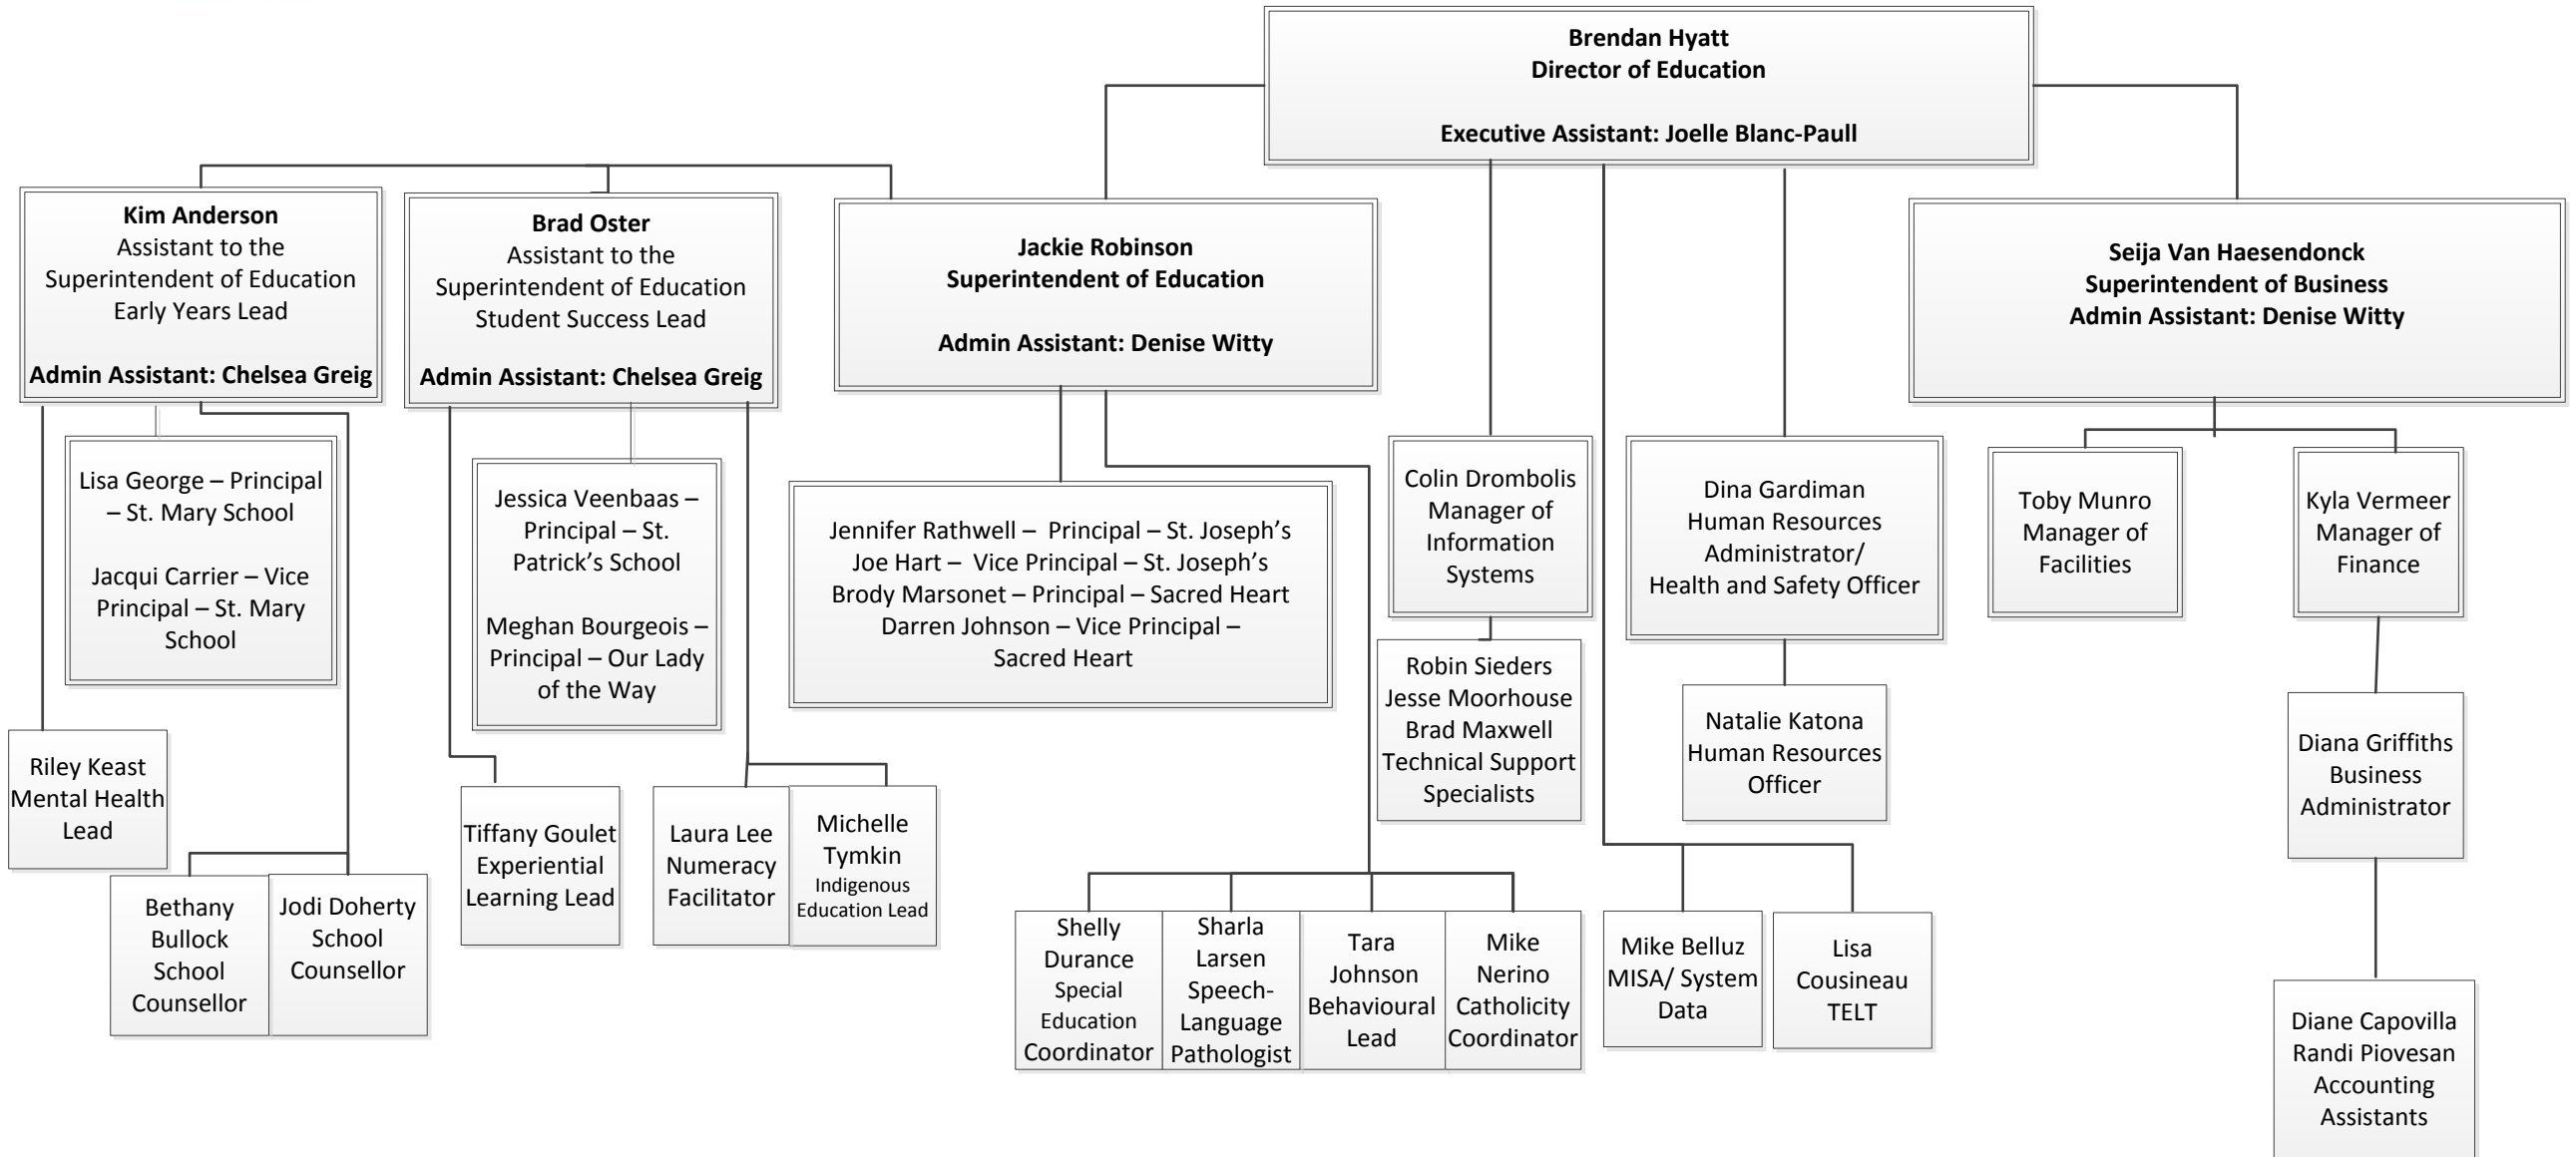 Brendan Hyatt
Director of Education
Executive Assistant: Joelle Blanc-Paull
Kim Anderson
Assistant to the
Superintendent of Education
Early Years Lead
Admin Assistant: Chelsea Greig
Brad Oster
Assistant to the
Superintendent of Education
Student Success Lead
Admin Assistant: Chelsea Greig
Jackie Robinson
Superintendent of Education
Admin Assistant: Denise Witty
Seija Van Haesendonck
Superintendent of Business
Admin Assistant: Denise Witty
Lisa George – Principal
– St. Mary School
Jacqui Carrier – Vice
Principal – St. Mary
School
Jessica Veenbaas –
Principal – St.
Patrick’s School
Meghan Bourgeois –
Principal – Our Lady
of the Way
Jennifer Rathwell – Principal – St. Joseph’s
Joe Hart – Vice Principal – St. Joseph’s
Brody Marsonet – Principal – Sacred Heart
Darren Johnson – Vice Principal –
Sacred Heart
Colin Drombolis
Manager of
Information
Systems
Dina Gardiman
Human Resources
Administrator/
Health and Safety Officer
Toby Munro
Manager of
Facilities
Kyla Vermeer
Manager of
Finance
Robin Sieders
Jesse Moorhouse
Brad Maxwell
Technical Support
Specialists
Natalie Katona
Human Resources
Officer
Diana Griffiths
Business
Administrator
Riley Keast
Mental Health
Lead
Bethany
Bullock
School
Counsellor
Jodi Doherty
School
Counsellor
Tiffany Goulet
Experiential
Learning Lead
Laura Lee
Numeracy
Facilitator
Michelle
Tymkin
Indigenous
Education Lead
Shelly
Durance
Special
Education
Coordinator
Sharla
Larsen
Speech-
Language
Pathologist
Tara
Johnson
Behavioural
Lead
Mike
Nerino
Catholicity
Coordinator
Mike Belluz
MISA/ System
Data
Lisa
Cousineau
TELT
Diane Capovilla
Randi Piovesan
Accounting
Assistants